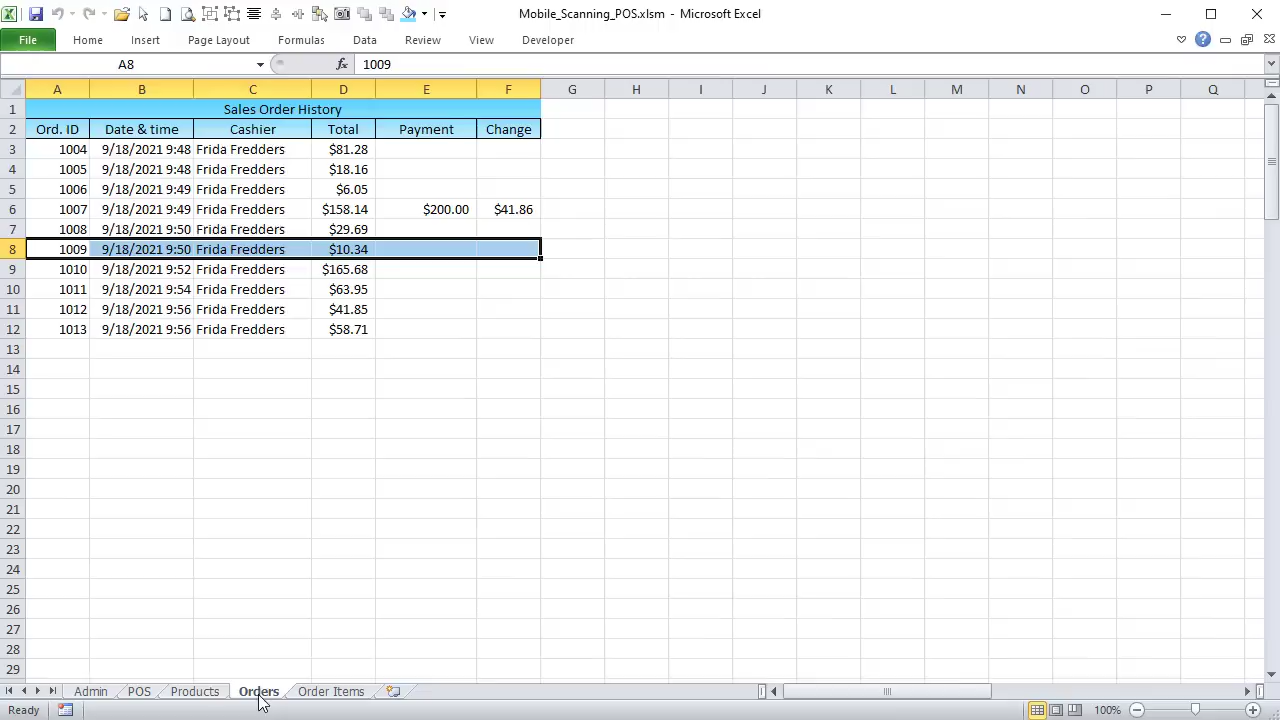 Mobile_Scanning_POS.xlsm - Microsoft Excel
File Home Insert Page Layout Formulas Data Review View Developer
A8 fx 1009
A B C D E F G H I J K L M N O P Q
1 Sales Order History
2 Ord. ID Date & time Cashier Total Payment Change
3 1004 9/18/2021 9:48 Frida Fredders $81.28
4 1005 9/18/2021 9:48 Frida Fredders $18.16
5 1006 9/18/2021 9:49 Frida Fredders $6.05
6 1007 9/18/2021 9:49 Frida Fredders $158.14 $200.00 $41.86
7 1008 9/18/2021 9:50 Frida Fredders $29.69
8 1009 9/18/2021 9:50 Frida Fredders $10.34
9 1010 9/18/2021 9:52 Frida Fredders $165.68
10 1011 9/18/2021 9:54 Frida Fredders $63.95
11 1012 9/18/2021 9:56 Frida Fredders $41.85
12 1013 9/18/2021 9:56 Frida Fredders $58.71
13
14
15
16
17
18
19
20
21
22
23
24
25
26
27
28
29
Admin POS Products Orders Order Items
Ready 100%